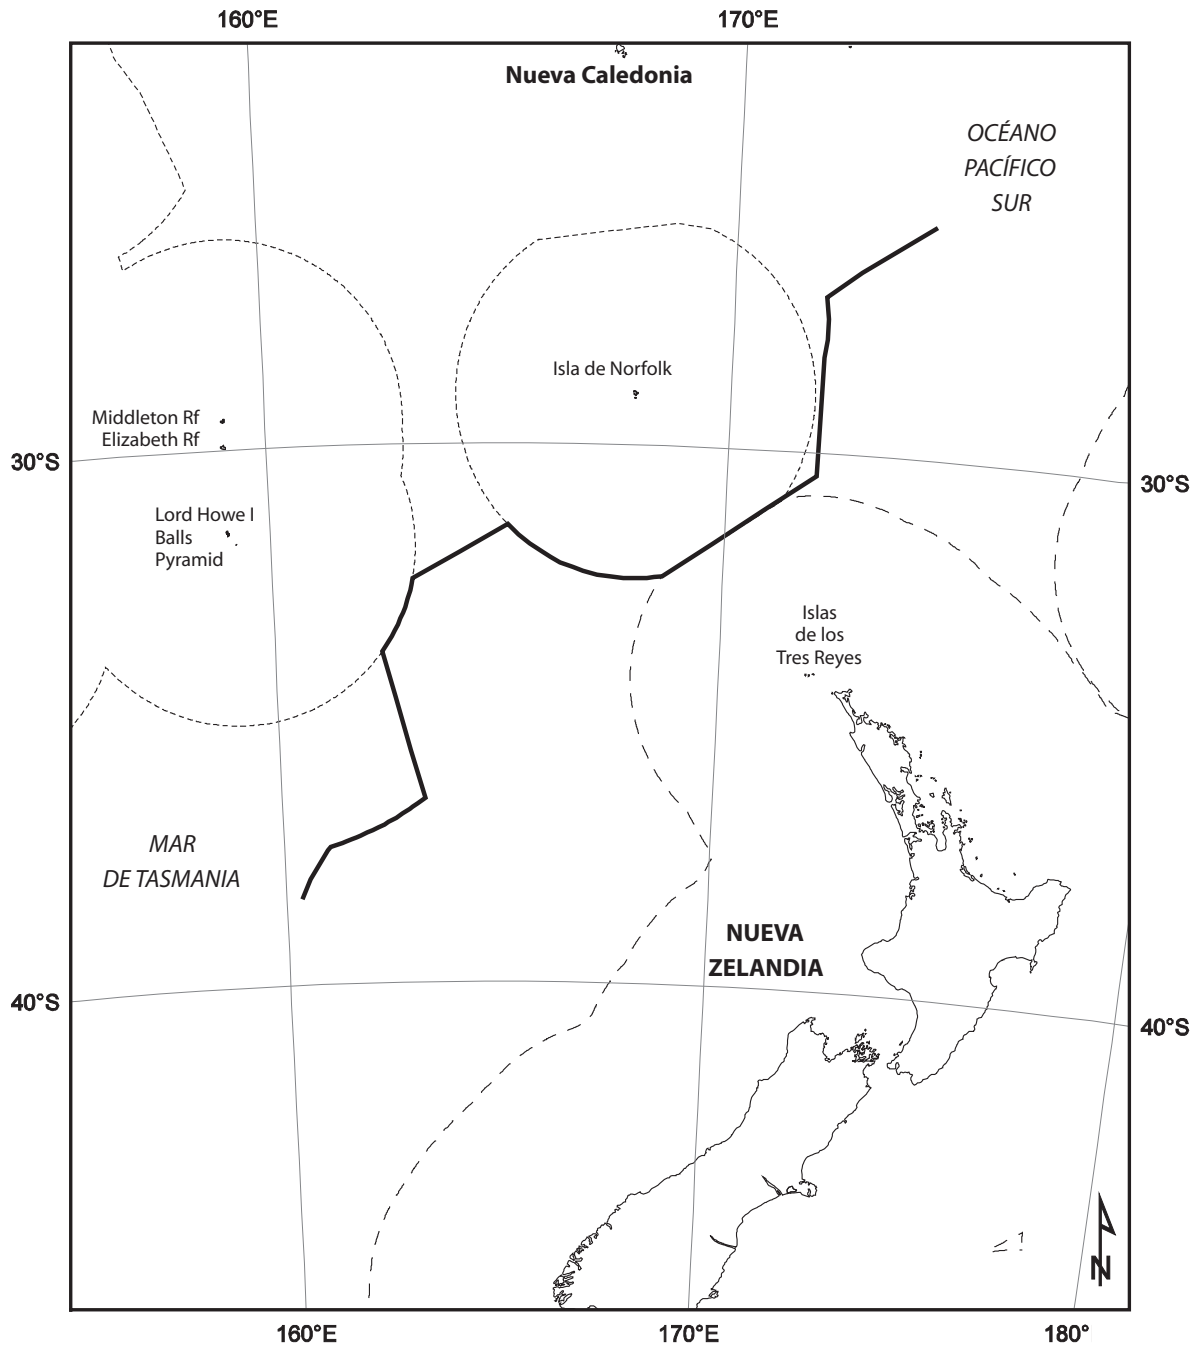 160°E 170°E
Nueva Caledonia
OCÉANO
PACÍFICO
SUR
Isla de Norfolk
Middleton Rf
Elizabeth Rf
30°S
30°S
Lord Howe I
Balls
Pyramid
Islas
de los
Tres Reyes
MAR
DE TASMANIA
NUEVA
ZELANDIA
40°S
40°S
N
160°E 170°E 180°